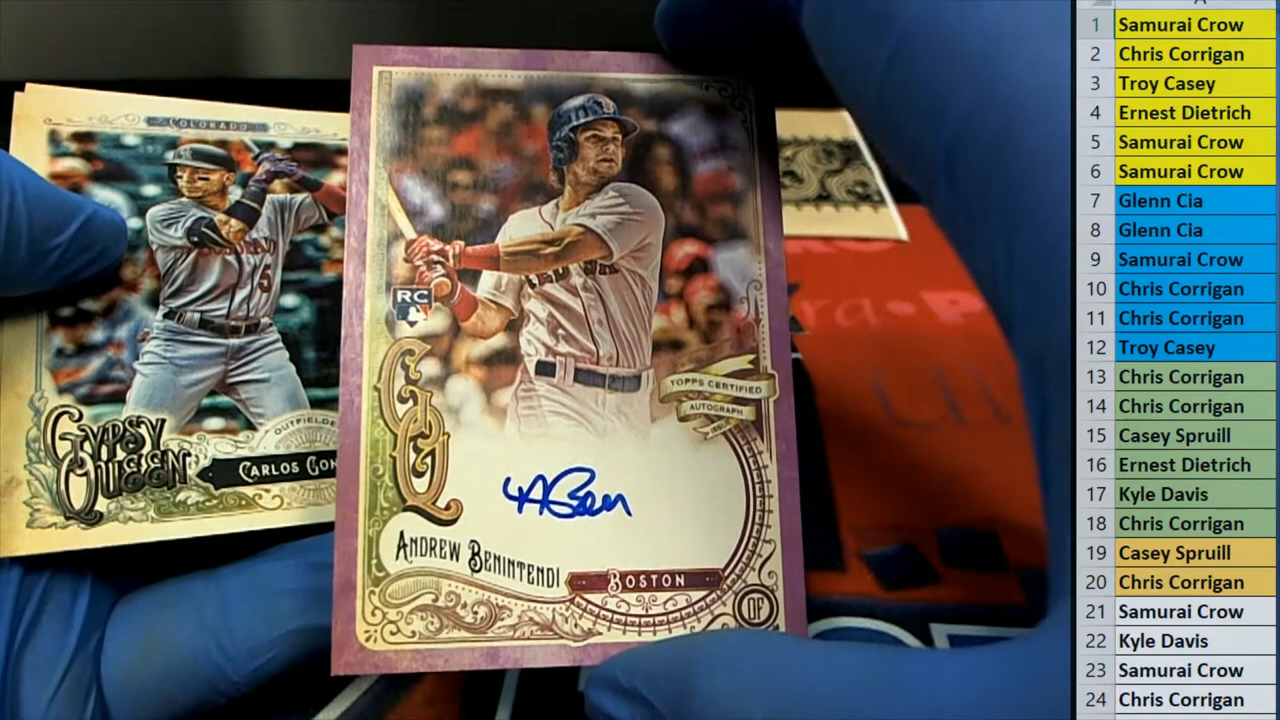 COLORADO
5
GYPSY
QUEEN
OUTFIELDE
CARLOS GON
RC
GQ
TOPPS CERTIFIED
AUTOGRAPH
ISSUE
ANDREW BENINTENDI
BOSTON
OF
A
1 Samurai Crow
2 Chris Corrigan
3 Troy Casey
4 Ernest Dietrich
5 Samurai Crow
6 Samurai Crow
7 Glenn Cia
8 Glenn Cia
9 Samurai Crow
10 Chris Corrigan
11 Chris Corrigan
12 Troy Casey
13 Chris Corrigan
14 Chris Corrigan
15 Casey Spruill
16 Ernest Dietrich
17 Kyle Davis
18 Chris Corrigan
19 Casey Spruill
20 Chris Corrigan
21 Samurai Crow
22 Kyle Davis
23 Samurai Crow
24 Chris Corrigan